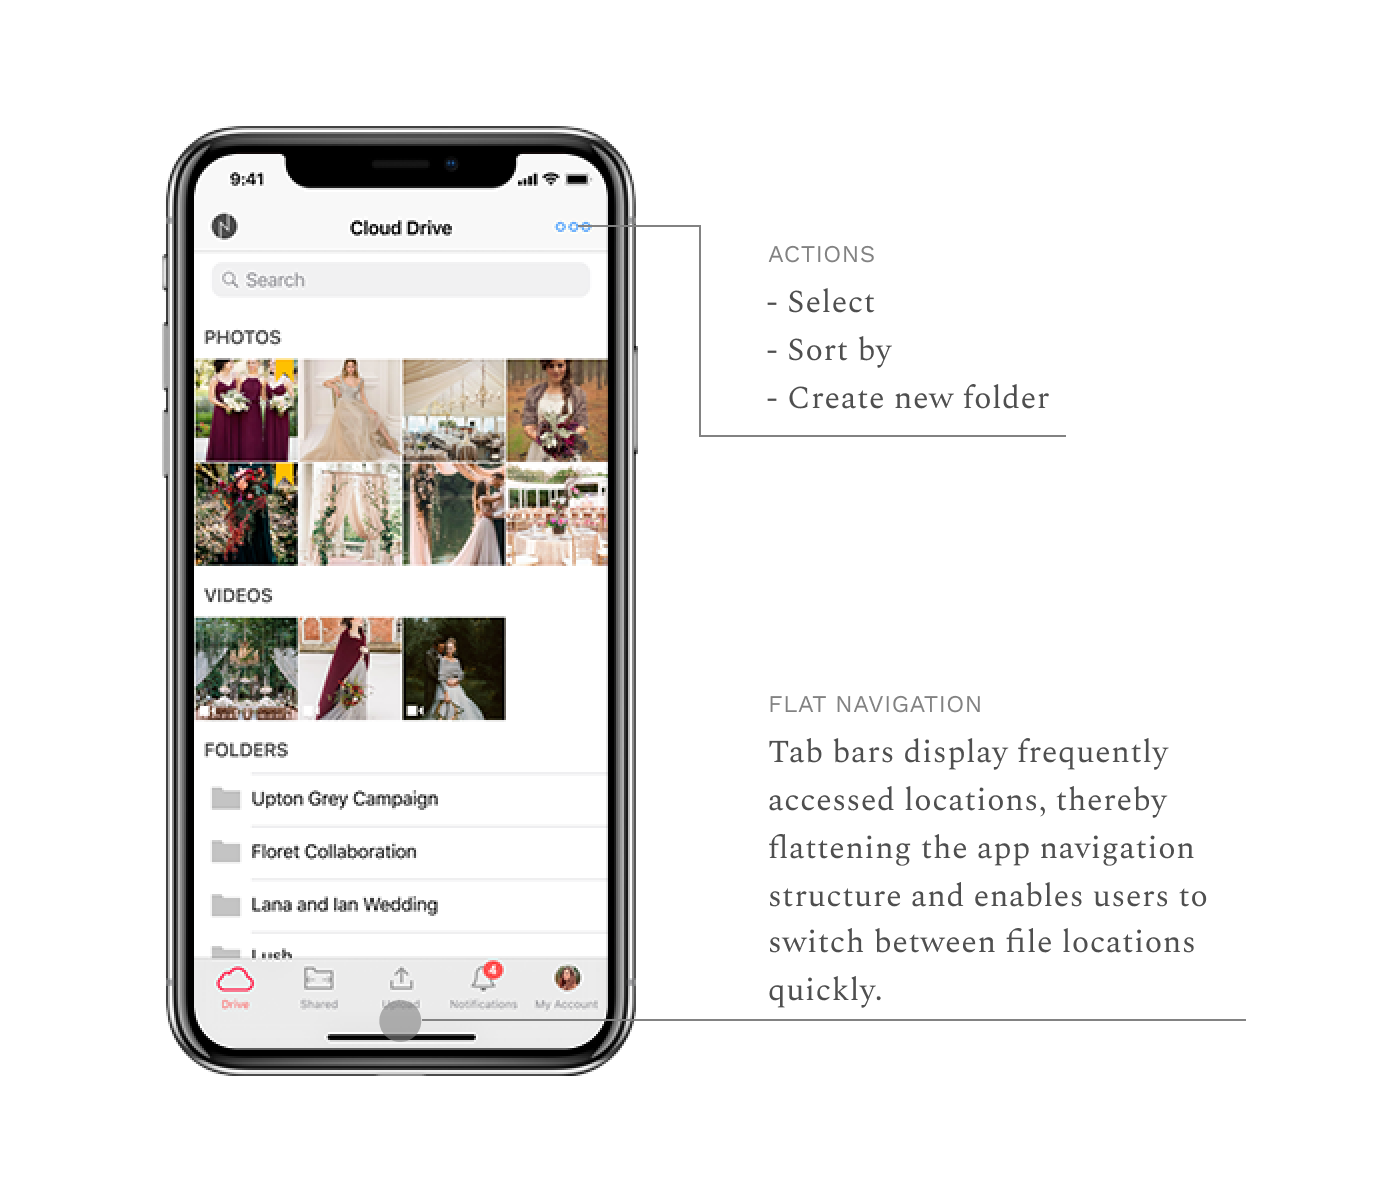 9:41
Cloud Drive
Search
PHOTOS
VIDEOS
FOLDERS
Upton Grey Campaign
Floret Collaboration
Lana and Ian Wedding
Lush
4
Drive
Shared
Upload
Notifications
My Account
ACTIONS
- Select
- Sort by
- Create new folder
FLAT NAVIGATION
Tab bars display frequently
accessed locations, thereby
flattening the app navigation
structure and enables users to
switch between file locations
quickly.